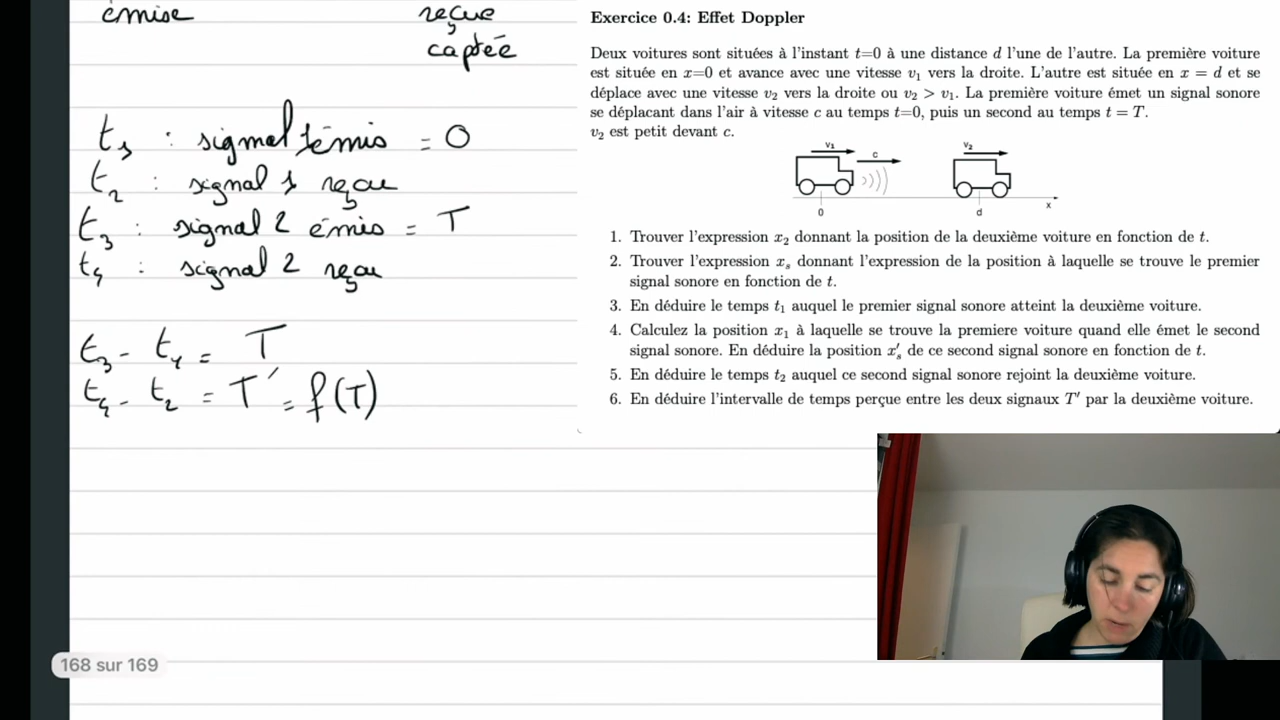 émise
reçue
captée
t1 : signal 1 émis = 0
t2 : signal 1 reçu
t3 : signal 2 émis = T
t4 : signal 2 reçu
t3 - t1 = T
t4 - t2 = T' = f(T)
168 sur 169
Exercice 0.4: Effet Doppler
Deux voitures sont situées à l'instant t=0 à une distance d l'une de l'autre. La première voiture
est située en x=0 et avance avec une vitesse v₁ vers la droite. L'autre est située en x = d et se
déplace avec une vitesse v₂ vers la droite ou v₂ > v₁. La première voiture émet un signal sonore
se déplacant dans l'air à vitesse c au temps t=0, puis un second au temps t = T.
v₂ est petit devant c.
v₁ c v₂
0 d x
1. Trouver l'expression x₂ donnant la position de la deuxième voiture en fonction de t.
2. Trouver l'expression xₛ donnant l'expression de la position à laquelle se trouve le premier
signal sonore en fonction de t.
3. En déduire le temps t₁ auquel le premier signal sonore atteint la deuxième voiture.
4. Calculez la position x₁ à laquelle se trouve la premiere voiture quand elle émet le second
signal sonore. En déduire la position x′ₛ de ce second signal sonore en fonction de t.
5. En déduire le temps t₂ auquel ce second signal sonore rejoint la deuxième voiture.
6. En déduire l'intervalle de temps perçue entre les deux signaux T′ par la deuxième voiture.